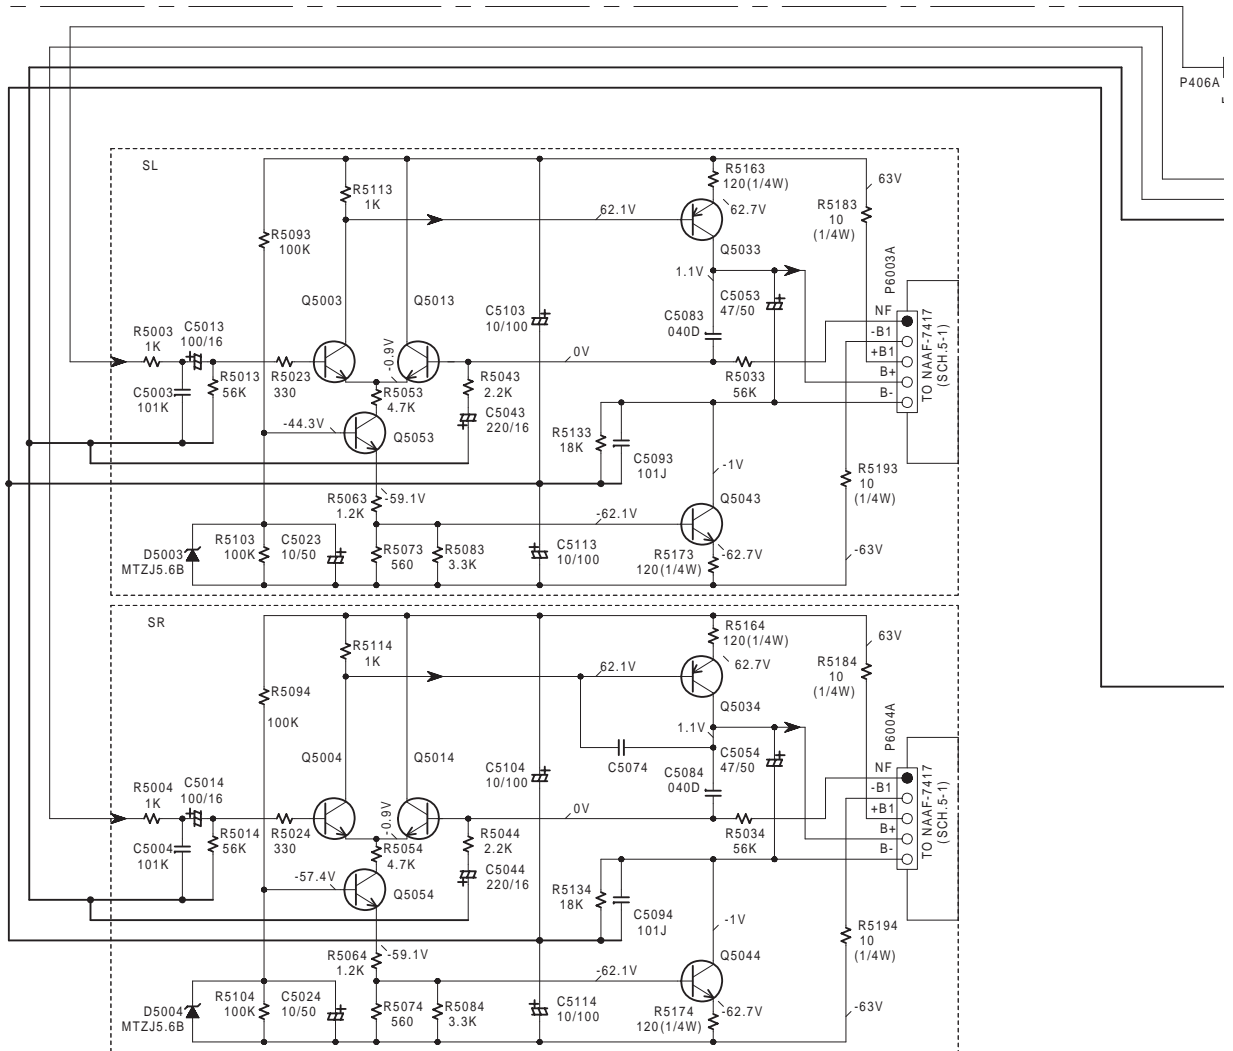 P406A
SL
R5163
120(1/4W)
63V
R5113
1K
62.1V
62.7V
R5183
10
(1/4W)
R5093
100K
Q5033
P6003A
1.1V
Q5003
Q5013
C5103
10/100
C5053
47/50
C5083
040D
NF
-B1
+B1
B+
B-
TO NAAF-7417
(SCH.5-1)
R5003
1K
C5013
100/16
-0.9V
0V
C5003
101K
R5013
56K
R5023
330
R5053
4.7K
R5043
2.2K
R5033
56K
-44.3V
Q5053
C5043
220/16
R5133
18K
C5093
101J
-1V
R5193
10
(1/4W)
R5063
1.2K
-59.1V
Q5043
-62.1V
D5003
MTZJ5.6B
R5103
100K
C5023
10/50
R5073
560
R5083
3.3K
C5113
10/100
R5173
120(1/4W)
-62.7V
-63V
SR
R5164
120(1/4W)
63V
R5114
1K
62.1V
62.7V
R5184
10
(1/4W)
R5094
100K
Q5034
P6004A
1.1V
Q5004
Q5014
C5104
10/100
C5074
C5054
47/50
C5084
040D
NF
-B1
+B1
B+
B-
TO NAAF-7417
(SCH.5-1)
R5004
1K
C5014
100/16
-0.9V
0V
C5004
101K
R5014
56K
R5024
330
R5054
4.7K
R5044
2.2K
R5034
56K
-57.4V
Q5054
C5044
220/16
R5134
18K
C5094
101J
-1V
R5194
10
(1/4W)
R5064
1.2K
-59.1V
Q5044
-62.1V
D5004
MTZJ5.6B
R5104
100K
C5024
10/50
R5074
560
R5084
3.3K
C5114
10/100
R5174
120(1/4W)
-62.7V
-63V